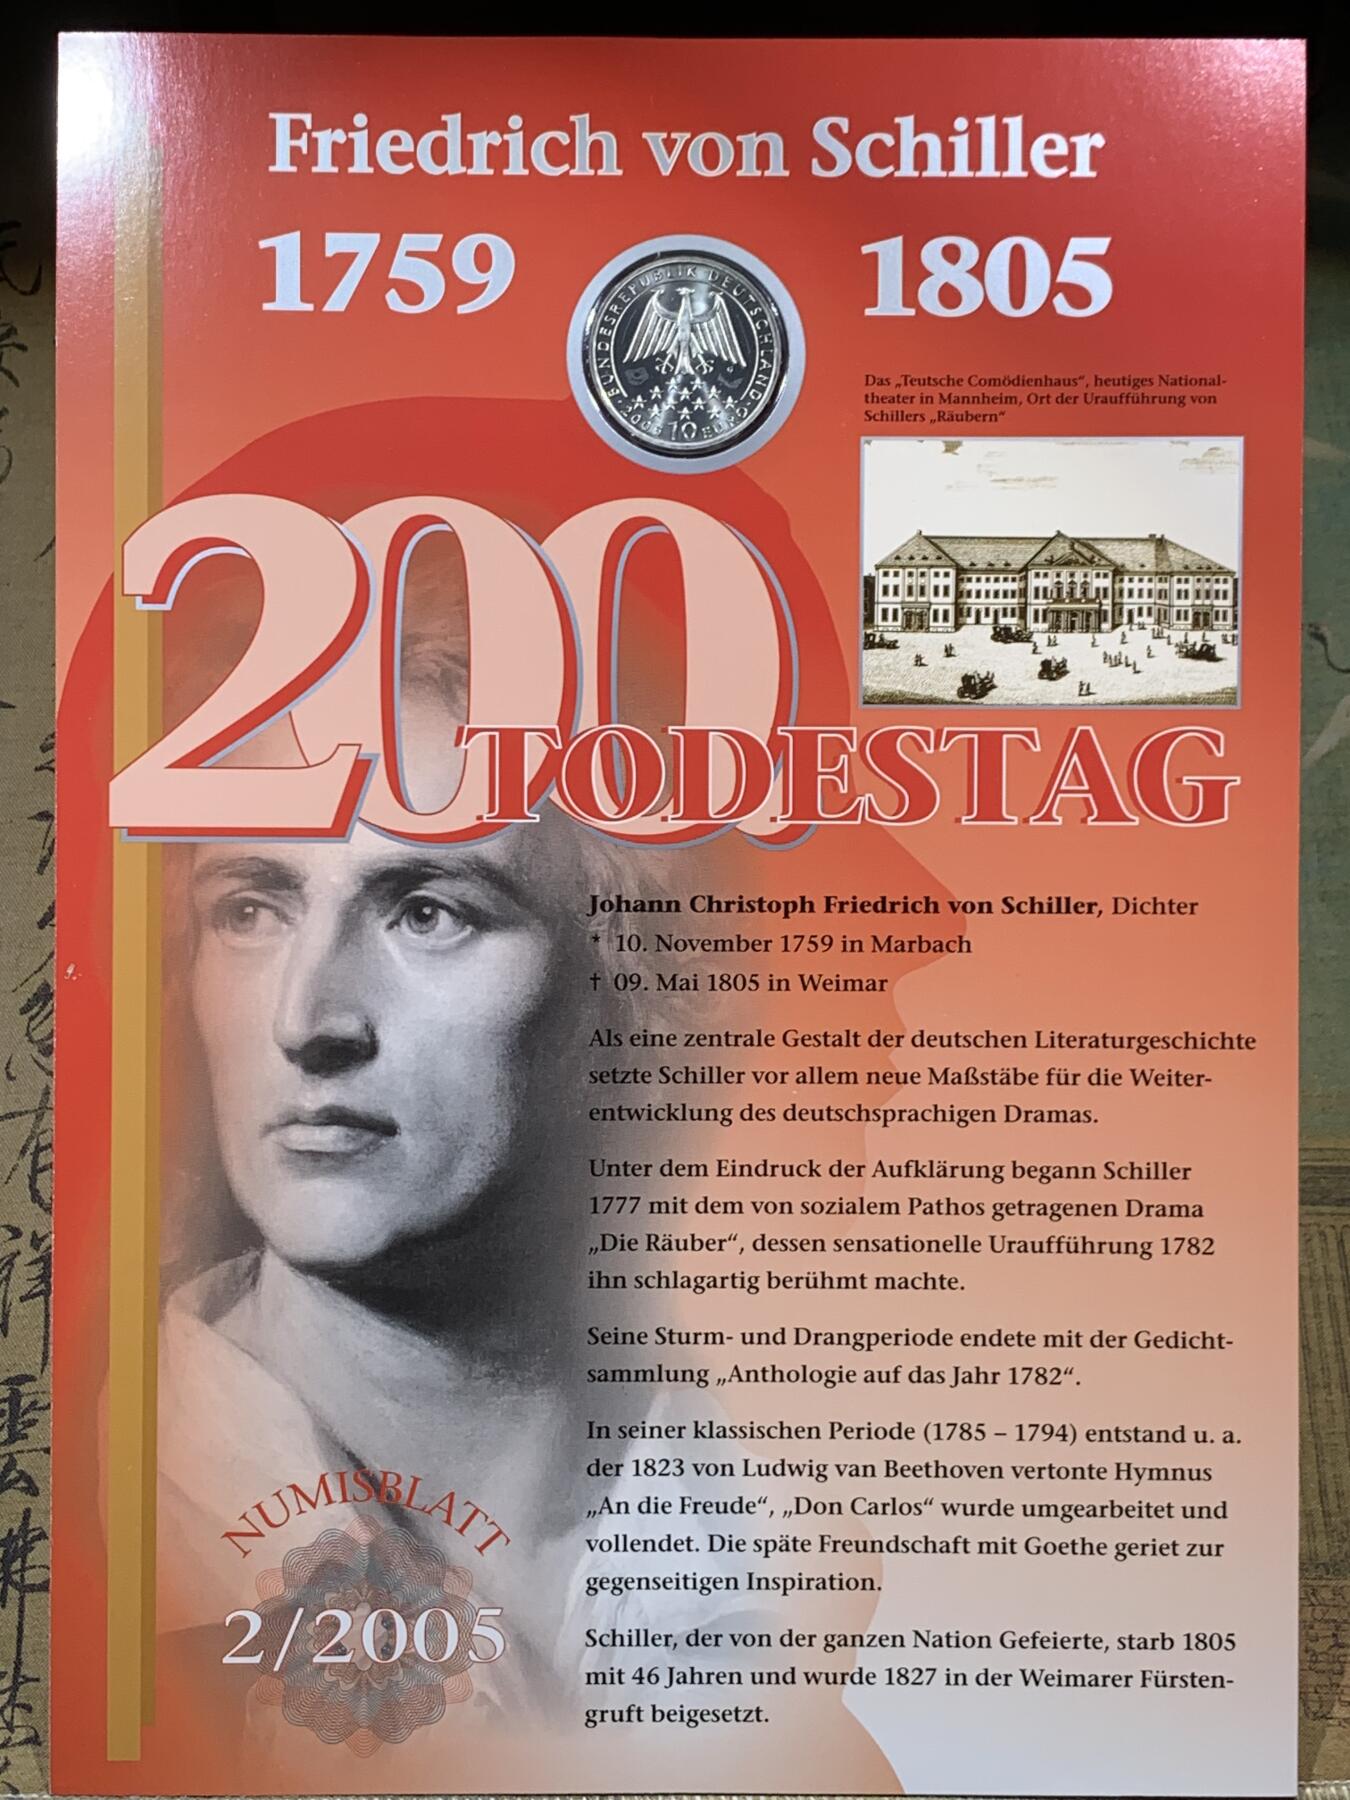 Friedrich von Schiller
1759
1805
BUNDESREPUBLIK DEUTSCHLAND
2005
10 EURO
Das „Teutsche Comödienhaus“, heutiges National-
theater in Mannheim, Ort der Uraufführung von
Schillers „Räubern“
200.
TODESTAG
Johann Christoph Friedrich von Schiller, Dichter
* 10. November 1759 in Marbach
† 09. Mai 1805 in Weimar
Als eine zentrale Gestalt der deutschen Literaturgeschichte
setzte Schiller vor allem neue Maßstäbe für die Weiter-
entwicklung des deutschsprachigen Dramas.
Unter dem Eindruck der Aufklärung begann Schiller
1777 mit dem von sozialem Pathos getragenen Drama
„Die Räuber“, dessen sensationelle Uraufführung 1782
ihn schlagartig berühmt machte.
Seine Sturm- und Drangperiode endete mit der Gedicht-
sammlung „Anthologie auf das Jahr 1782“.
In seiner klassischen Periode (1785 – 1794) entstand u. a.
der 1823 von Ludwig van Beethoven vertonte Hymnus
„An die Freude“, „Don Carlos“ wurde umgearbeitet und
vollendet. Die späte Freundschaft mit Goethe geriet zur
gegenseitigen Inspiration.
Schiller, der von der ganzen Nation Gefeierte, starb 1805
mit 46 Jahren und wurde 1827 in der Weimarer Fürsten-
gruft beigesetzt.
NUMISBLATT
2/2005